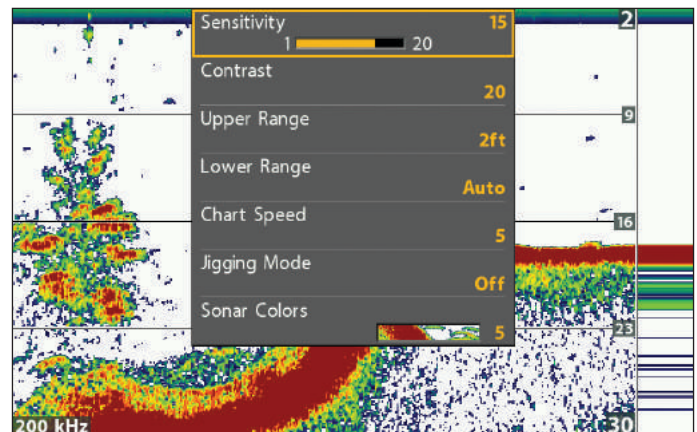 Sensitivity 15
1 20
Contrast
20
Upper Range
2ft
Lower Range
Auto
Chart Speed
5
Jigging Mode
Off
Sonar Colors
5
2
9
16
23
30
200 kHz